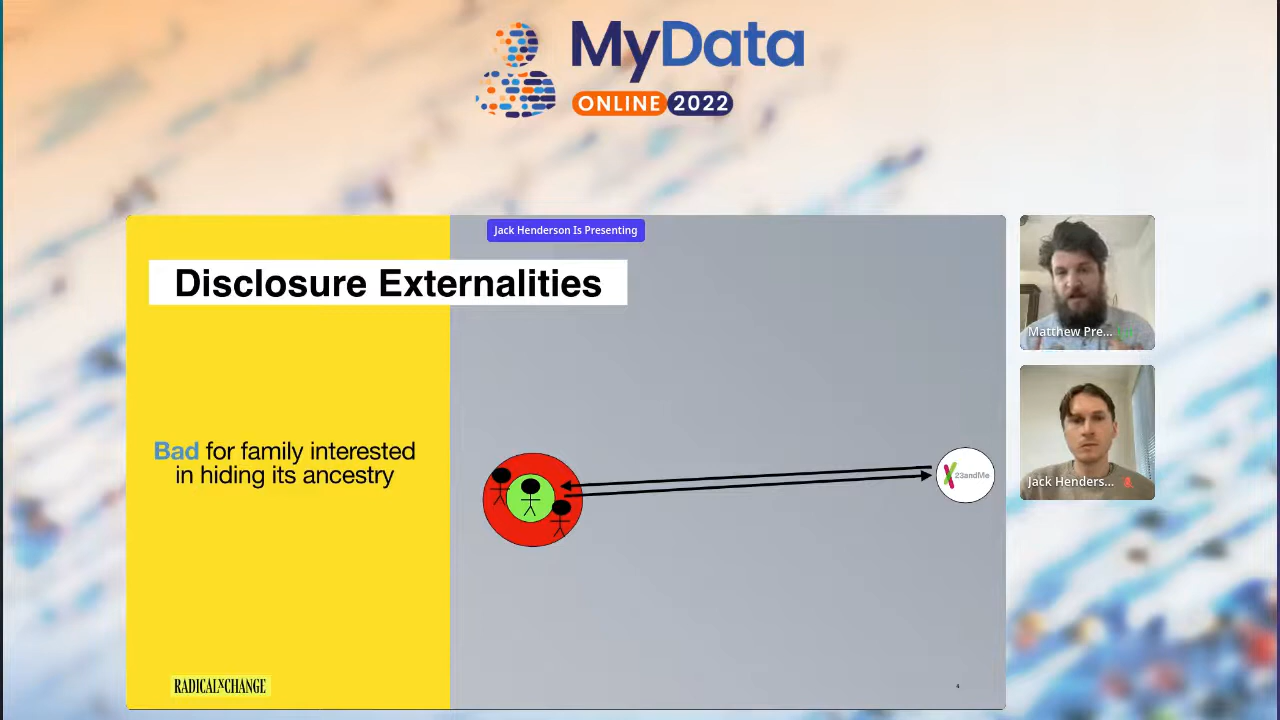 MyData
ONLINE 2022
Jack Henderson Is Presenting
Disclosure Externalities
Matthew Pre...
Bad for family interested
in hiding its ancestry
23andMe
Jack Henders...
RADICALXCHANGE
4